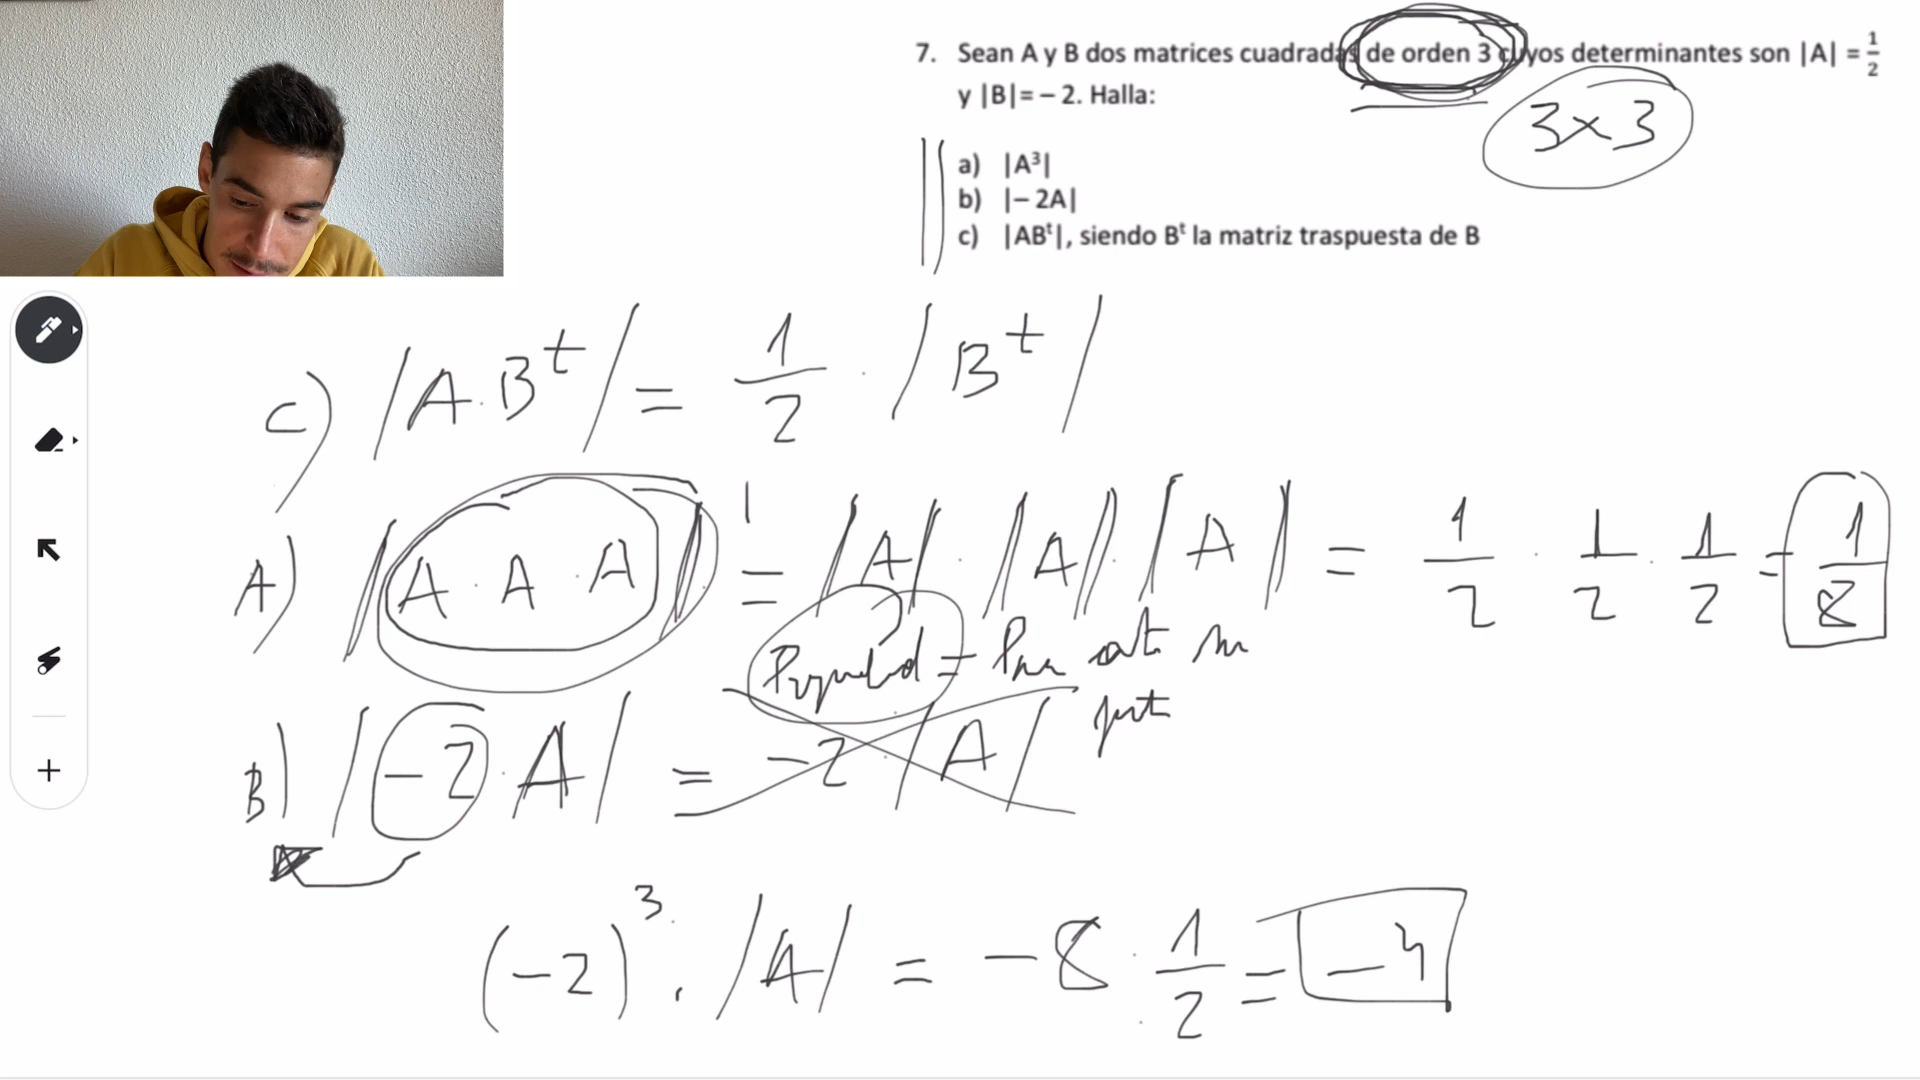 7. Sean A y B dos matrices cuadradas de orden 3 cuyos determinantes son |A| = 1/2
y |B|= – 2. Halla:
3×3
a) |A³|
b) |– 2A|
c) |ABᵗ|, siendo Bᵗ la matriz traspuesta de B
C) |A·Bᵗ| = 1/2 · |Bᵗ|
A) |A·A·A| = |A|·|A|·|A| = 1/2 · 1/2 · 1/2 = 1/8
B) |-2·A| = -2·|A|
(-2)³·|A| = -8·1/2 = -4